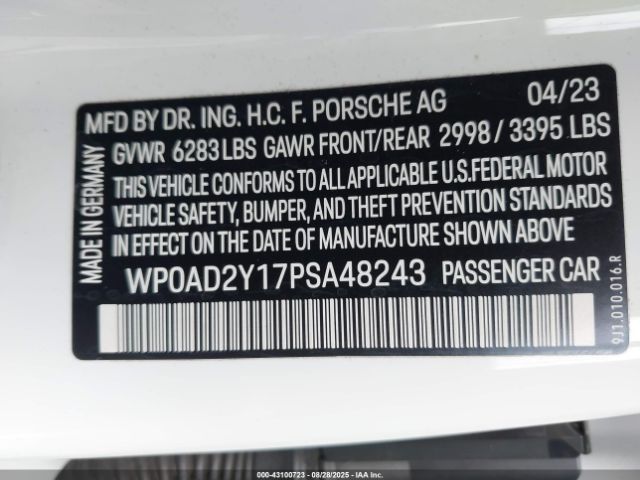 MFD BY DR. ING. H.C. F. PORSCHE AG 04/23
GVWR 6283 LBS GAWR FRONT/REAR 2998 / 3395 LBS
THIS VEHICLE CONFORMS TO ALL APPLICABLE U.S. FEDERAL MOTOR
VEHICLE SAFETY, BUMPER, AND THEFT PREVENTION STANDARDS
IN EFFECT ON THE DATE OF MANUFACTURE SHOWN ABOVE
WP0AD2Y17PSA48243 PASSENGER CAR
MADE IN GERMANY
9J1.010.016.R
000-43100723 - 08/28/2025 - IAA Inc.